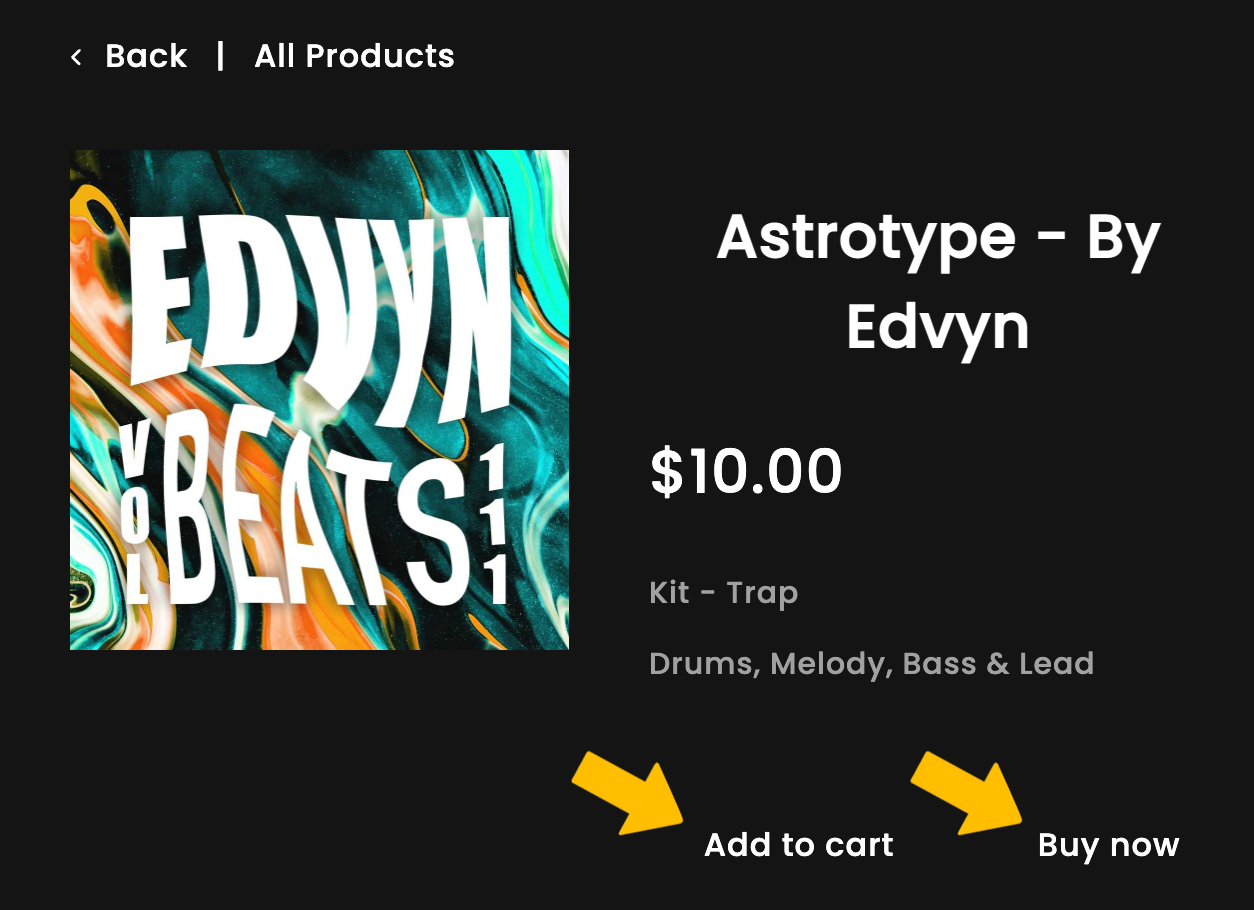 Back | All Products
EDVYN
VOL BEATS 111
Astrotype - By
Edvyn
$10.00
Kit - Trap
Drums, Melody, Bass & Lead
Add to cart
Buy now